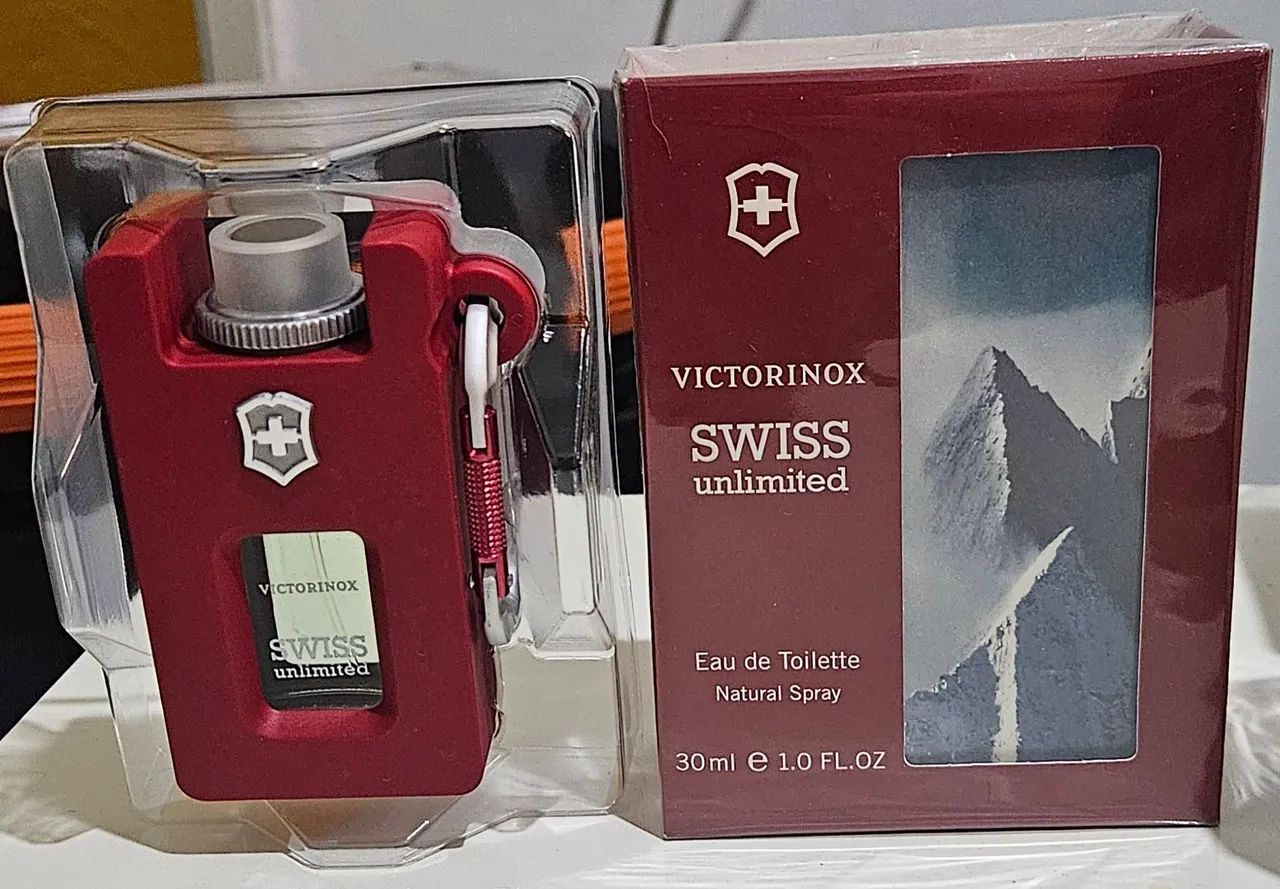 VICTORINOX
SWISS
unlimited
VICTORINOX
SWISS
unlimited
Eau de Toilette
Natural Spray
30ml e 1.0 FL.OZ